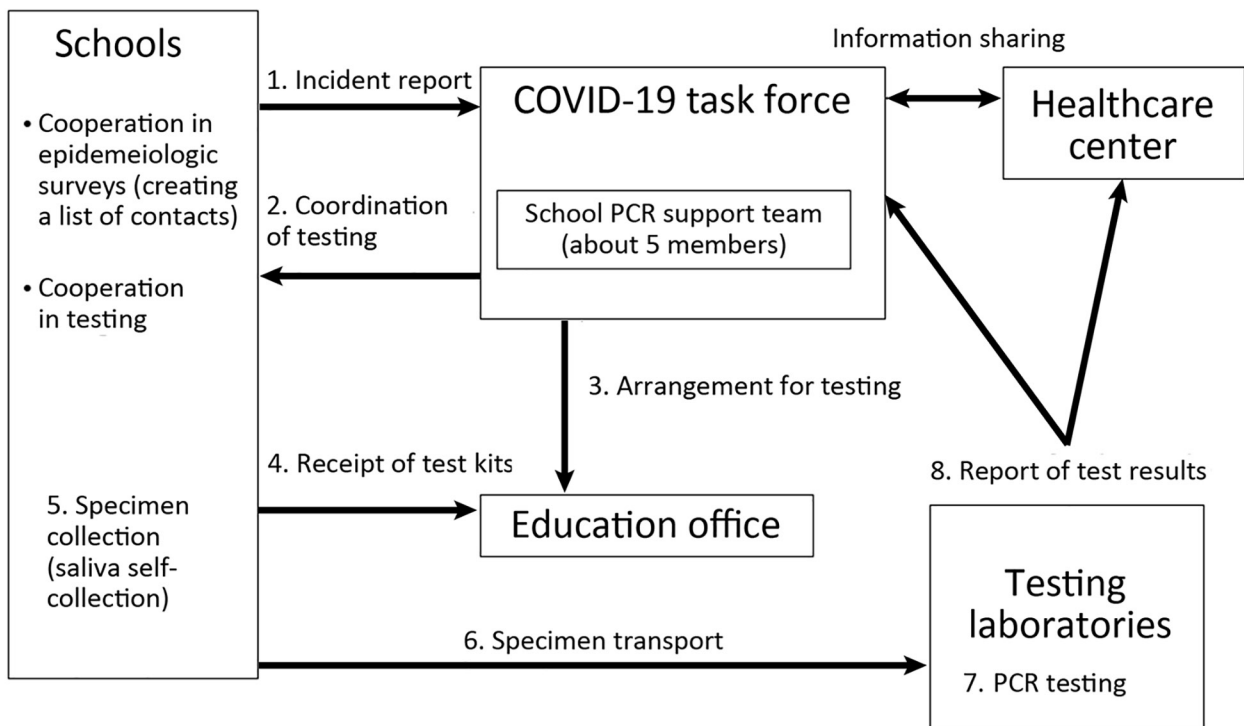 Schools
• Cooperation in
epidemeiologic
surveys (creating
a list of contacts)
• Cooperation
in testing
5. Specimen
collection
(saliva self-
collection)
1. Incident report
2. Coordination
of testing
COVID-19 task force
School PCR support team
(about 5 members)
Information sharing
Healthcare
center
3. Arrangement for testing
4. Receipt of test kits
Education office
6. Specimen transport
8. Report of test results
Testing
laboratories
7. PCR testing